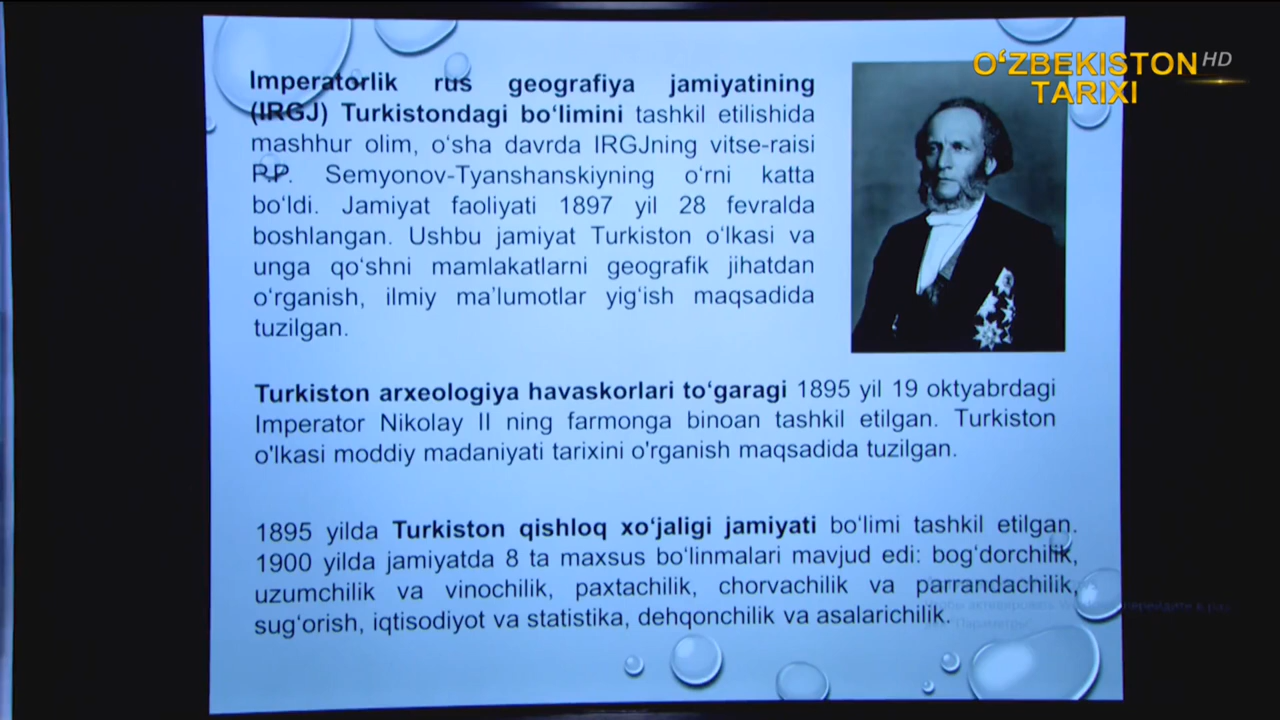 O‘ZBEKISTON HD
TARIXI
Imperatorlik rus geografiya jamiyatining
(IRGJ) Turkistondagi bo‘limini tashkil etilishida
mashhur olim, o‘sha davrda IRGJning vitse-raisi
R.P. Semyonov-Tyanshanskiyning o‘rni katta
bo‘ldi. Jamiyat faoliyati 1897 yil 28 fevralda
boshlangan. Ushbu jamiyat Turkiston o‘lkasi va
unga qo‘shni mamlakatlarni geografik jihatdan
o‘rganish, ilmiy ma’lumotlar yig‘ish maqsadida
tuzilgan.
Turkiston arxeologiya havaskorlari to‘garagi 1895 yil 19 oktyabrdagi
Imperator Nikolay II ning farmonga binoan tashkil etilgan. Turkiston
o'lkasi moddiy madaniyati tarixini o'rganish maqsadida tuzilgan.
1895 yilda Turkiston qishloq xo‘jaligi jamiyati bo‘limi tashkil etilgan.
1900 yilda jamiyatda 8 ta maxsus bo‘linmalari mavjud edi: bog‘dorchilik,
uzumchilik va vinochilik, paxtachilik, chorvachilik va parrandachilik,
sug‘orish, iqtisodiyot va statistika, dehqonchilik va asalarichilik.